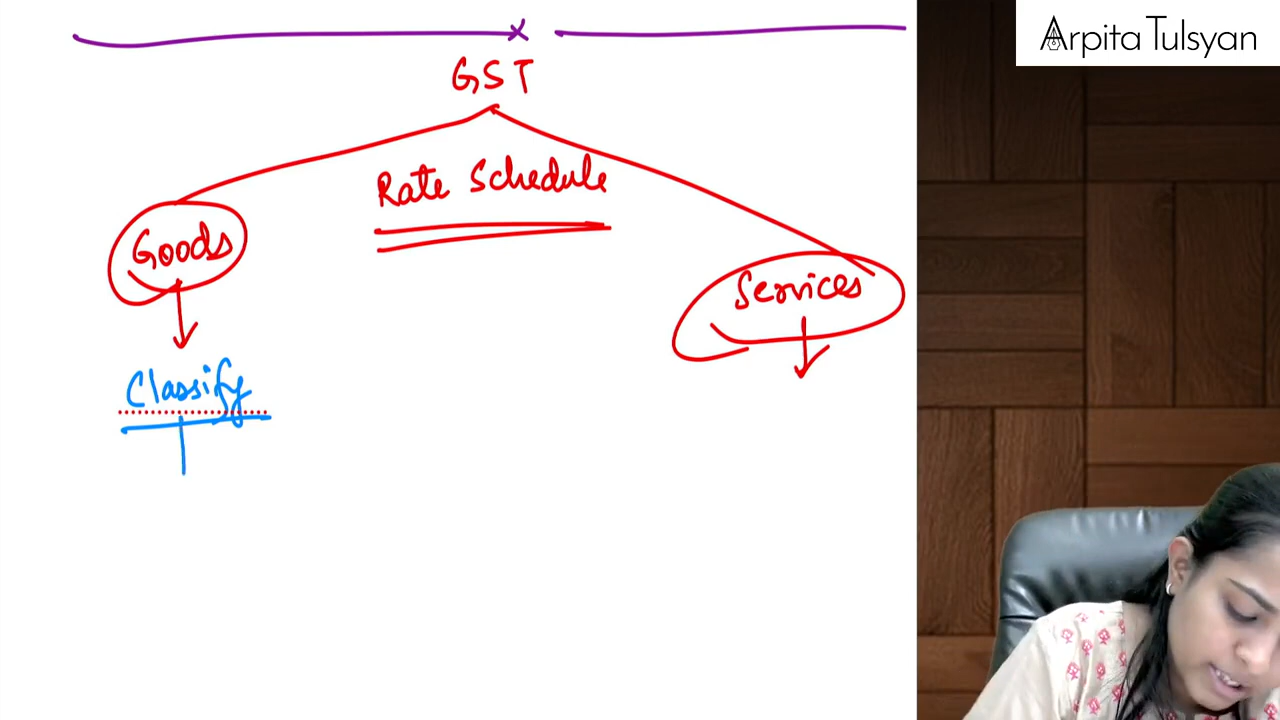 Arpita Tulsyan
GST
Rate Schedule
Goods
Services
Classify